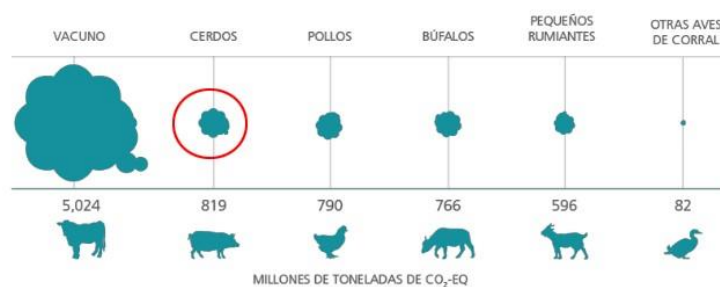 VACUNO
CERDOS
POLLOS
BÚFALOS
PEQUEÑOS
RUMIANTES
OTRAS AVES
DE CORRAL
5,024
819
790
766
596
82
MILLONES DE TONELADAS DE CO₂-EQ